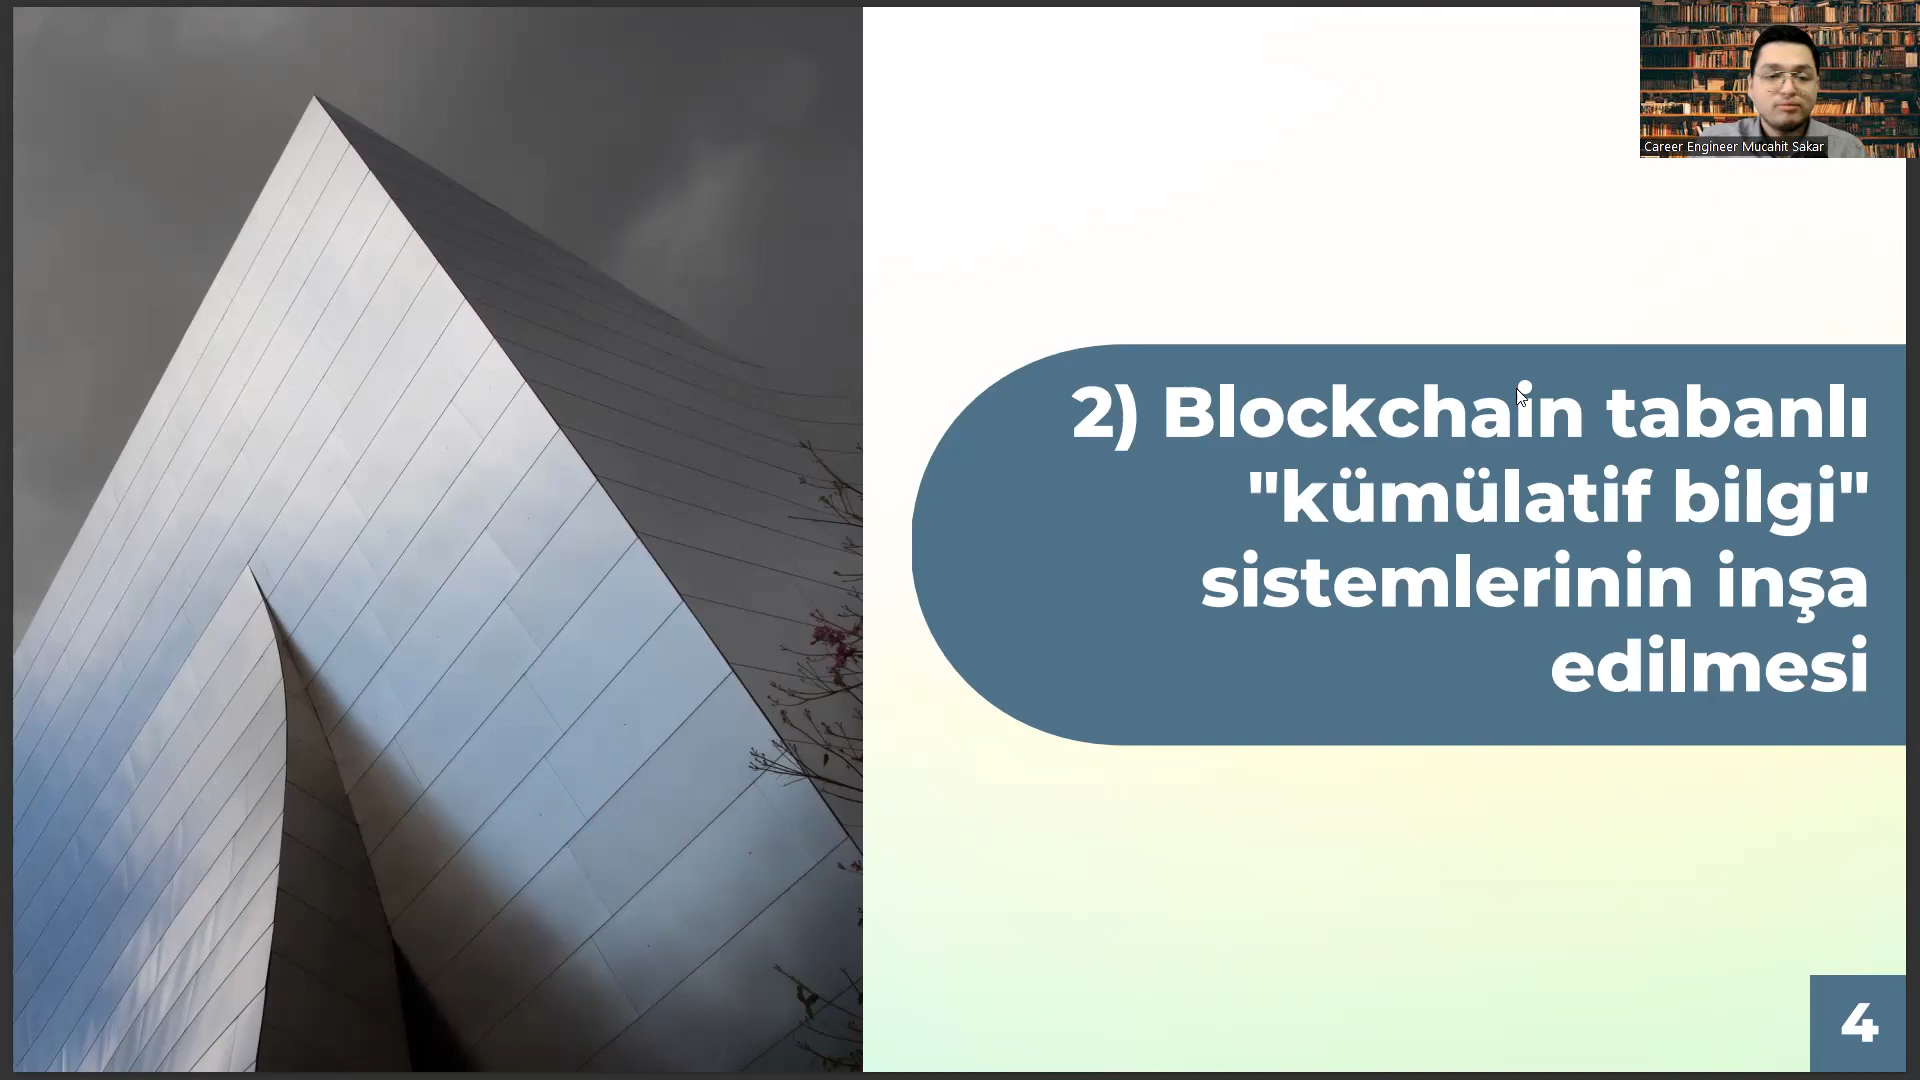 Career Engineer Mucahit Sakar
2) Blockchain tabanlı
"kümülatif bilgi"
sistemlerinin inşa
edilmesi
4